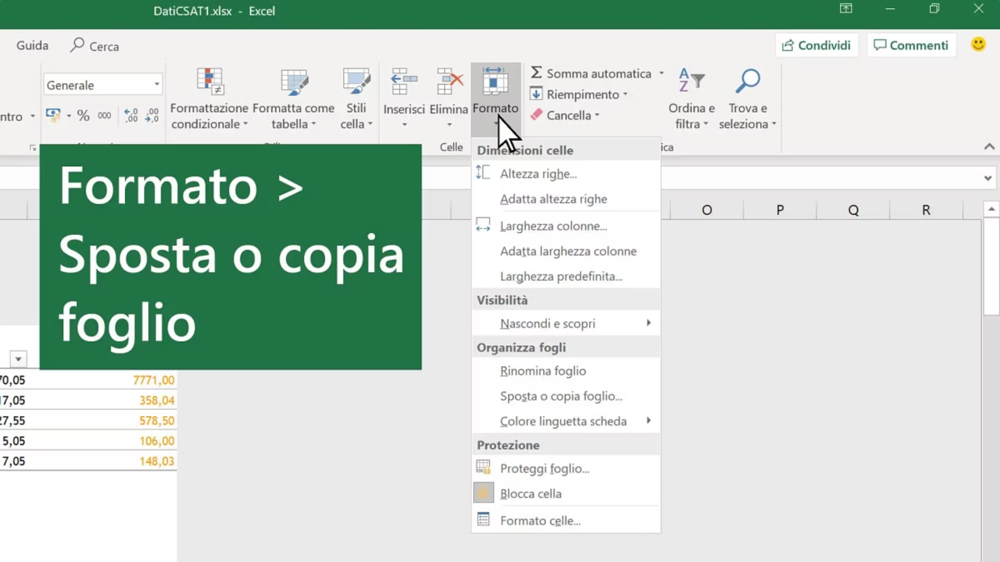 DatiCSAT1.xlsx - Excel
Guida
Cerca
Condividi
Commenti
Generale
% 000
←,0 ,00
,00 →,0
Formattazione condizionale
Formatta come tabella
Stili cella
Inserisci
Elimina
Formato
Somma automatica
Riempimento
Cancella
A Z
Ordina e filtra
Trova e seleziona
Celle
Dimensioni celle
Altezza righe...
Adatta altezza righe
Larghezza colonne...
Adatta larghezza colonne
Larghezza predefinita...
Visibilità
Nascondi e scopri
Organizza fogli
Rinomina foglio
Sposta o copia foglio...
Colore linguetta scheda
Protezione
Proteggi foglio...
Blocca cella
Formato celle...
Formato >
Sposta o copia
foglio
O P Q R
70,05 7771,00
17,05 358,04
27,55 578,50
5,05 106,00
7,05 148,03